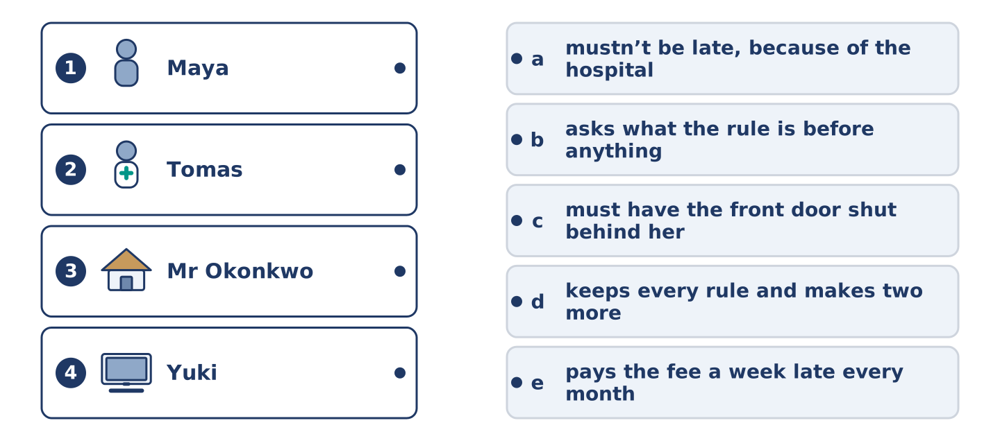 1 Maya
2 Tomas
3 Mr Okonkwo
4 Yuki
a mustn’t be late, because of the
hospital
b asks what the rule is before
anything
c must have the front door shut
behind her
d keeps every rule and makes two
more
e pays the fee a week late every
month